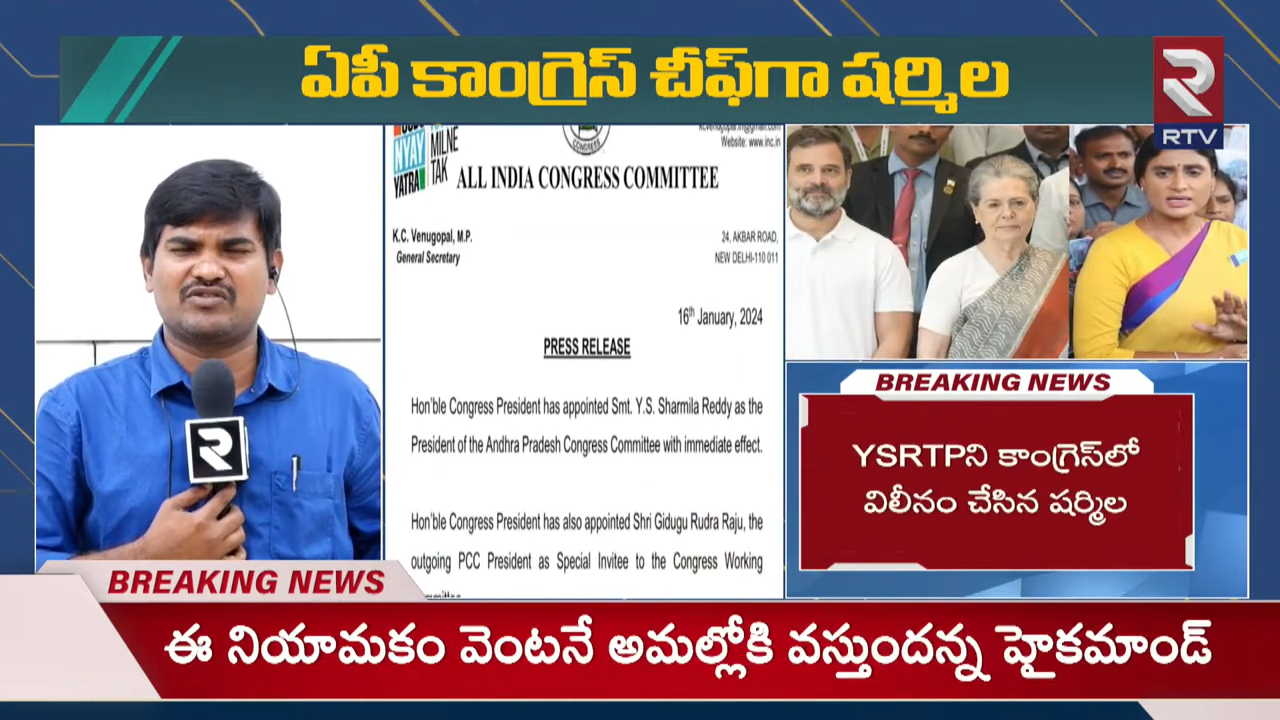 ఏపీ కాంగ్రెస్ చీఫ్‌గా షర్మిల
RTV
NYAY
YATRA
MILNE
TAK
CONGRESS
Website: www.inc.in
ALL INDIA CONGRESS COMMITTEE
K.C. Venugopal, M.P.
General Secretary
24, AKBAR ROAD,
NEW DELHI-110 011
16th January, 2024
PRESS RELEASE
Hon'ble Congress President has appointed Smt. Y.S. Sharmila Reddy as the
President of the Andhra Pradesh Congress Committee with immediate effect.
Hon'ble Congress President has also appointed Shri Gidugu Rudra Raju, the
outgoing PCC President as Special Invitee to the Congress Working
BREAKING NEWS
YSRTPని కాంగ్రెస్‌లో
విలీనం చేసిన షర్మిల
BREAKING NEWS
ఈ నియామకం వెంటనే అమల్లోకి వస్తుందన్న హైకమాండ్